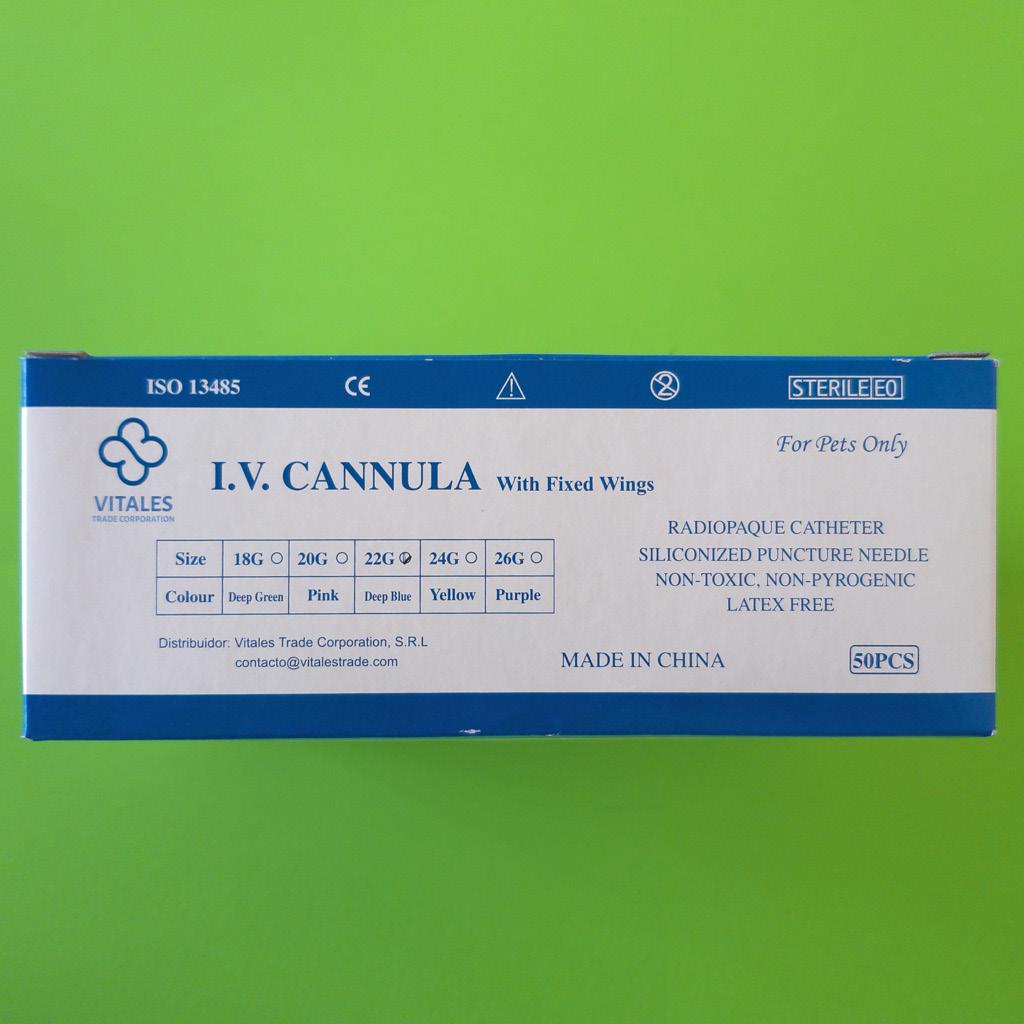 ISO 13485 CE 2 STERILE EO
For Pets Only
VITALES
TRADE CORPORATION
I.V. CANNULA With Fixed Wings
RADIOPAQUE CATHETER
SILICONIZED PUNCTURE NEEDLE
NON-TOXIC, NON-PYROGENIC
LATEX FREE
Size 18G 20G 22G 24G 26G
Colour Deep Green Pink Deep Blue Yellow Purple
Distribuidor: Vitales Trade Corporation, S.R.L
contacto@vitalestrade.com
MADE IN CHINA
50PCS